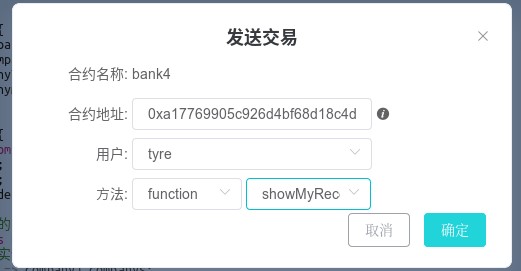 发送交易
合约名称: bank4
合约地址: 0xa17769905c926d4bf68d18c4d
用户: tyre
方法: function showMyRec
取消 确定